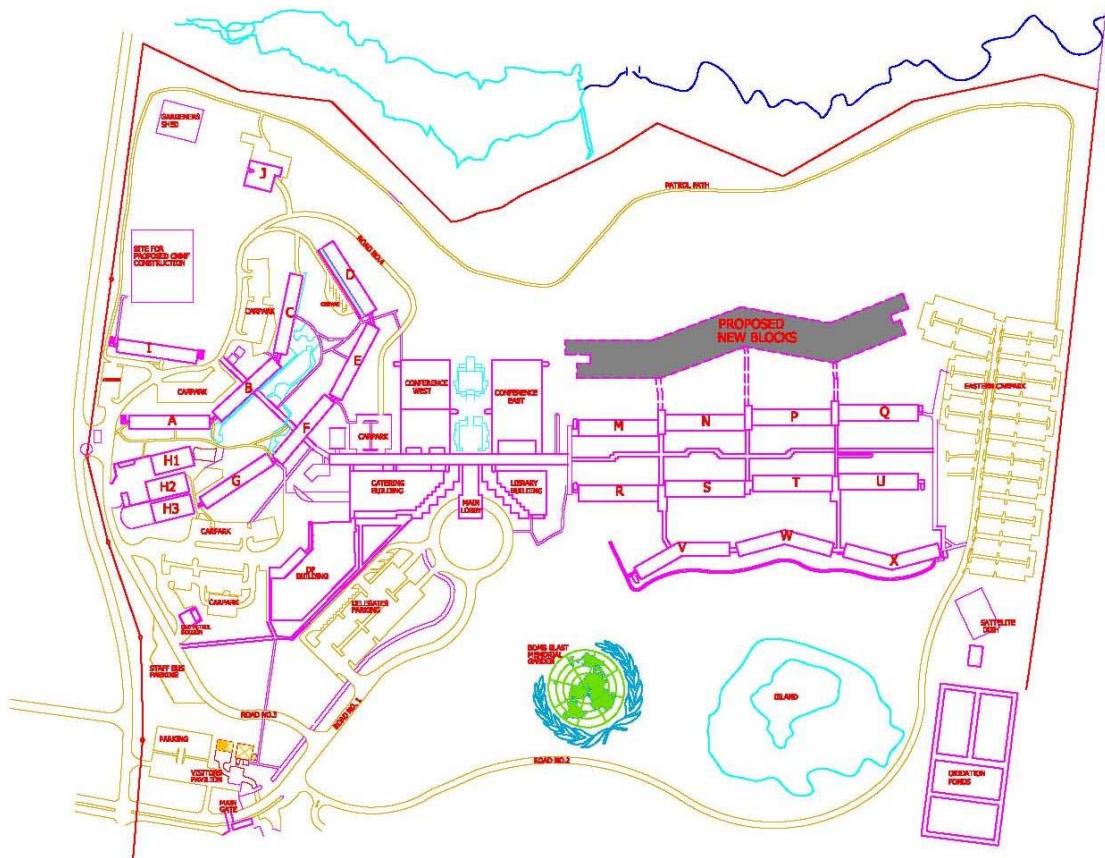 GARDENERS
SHED
J
PATROL PATH
SITE FOR
PROPOSED
CONSTRUCTION
ROAD NO.4
D
C
CARPARK
I
E
PROPOSED
NEW BLOCKS
CARPARK
B
CONFERENCE
WEST
CONFERENCE
EAST
EASTERN CARPARK
A
F
CARPARK
M
N
P
Q
H1
H2
H3
G
CATERING
BUILDING
MAIN
LOBBY
LIBRARY
BUILDING
R
S
T
U
CARPARK
V
W
X
DP
BUILDING
CARPARK
DELEGATES
PARKING
SATTELITE
DISH
STAFF BUS
PARKING
BOMB BLAST
MEMORIAL
GARDEN
ISLAND
ROAD NO.3
ROAD NO. 1
PARKING
VISITORS
PAVILION
MAIN
GATE
ROAD NO.2
OXIDATION
PONDS